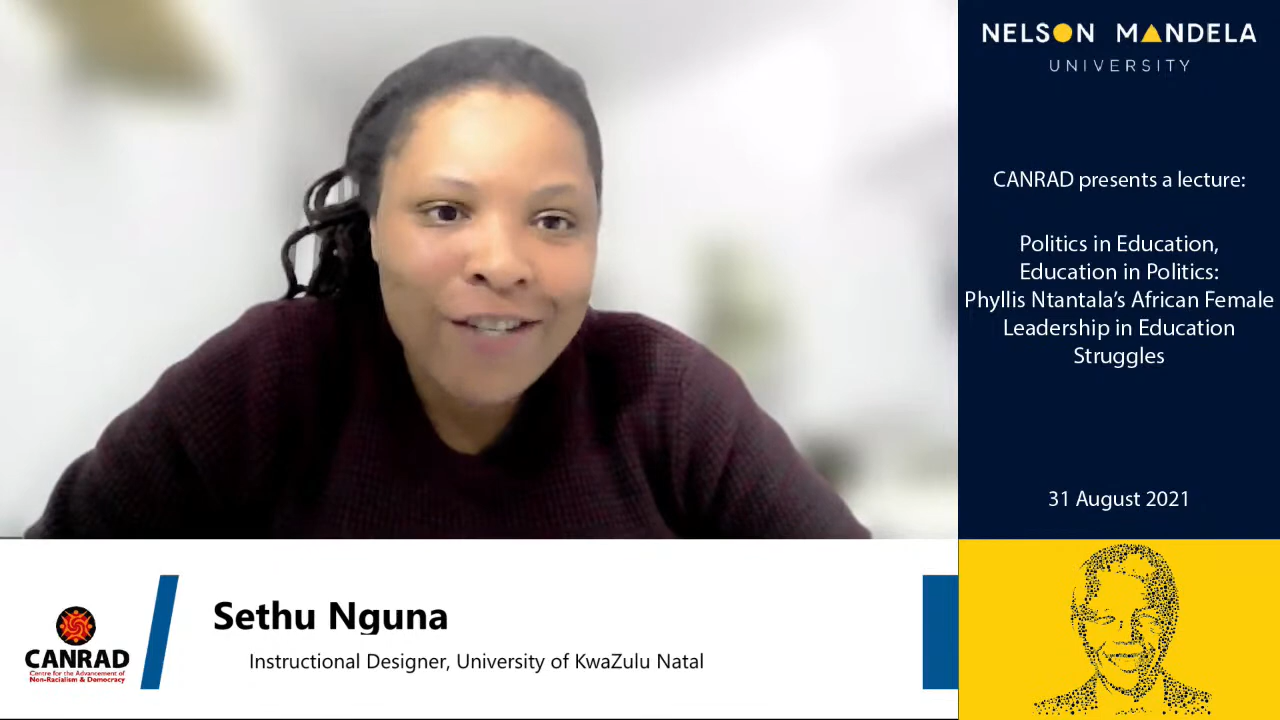 NELSON MANDELA
UNIVERSITY
CANRAD presents a lecture:
Politics in Education,
Education in Politics:
Phyllis Ntantala's African Female
Leadership in Education
Struggles
31 August 2021
Sethu Nguna
Instructional Designer, University of KwaZulu Natal
CANRAD
Centre for the Advancement of
Non-Racialism & Democracy